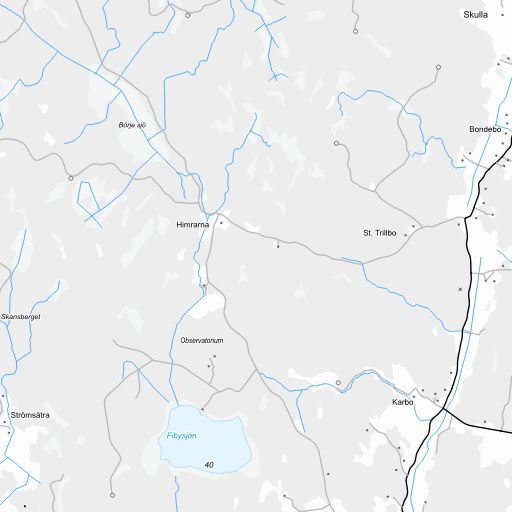 Skulla
Börje sjö
Bondebo
Himrarna
St. Trillbo
Skansberget
Observatorium
Karbo
Strömsätra
Fibysjön
40